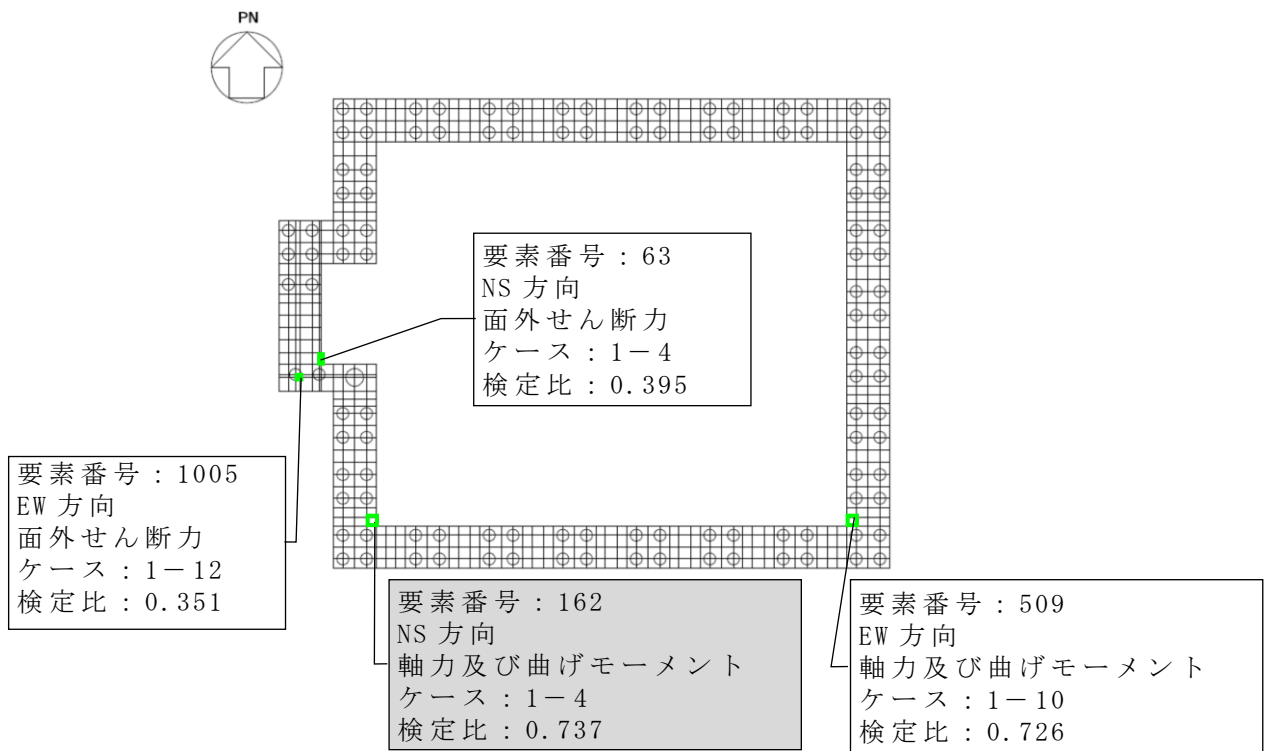 PN
要素番号：63
NS方向
面外せん断力
ケース：1－4
検定比：0.395
要素番号：1005
EW方向
面外せん断力
ケース：1－12
検定比：0.351
要素番号：162
NS方向
軸力及び曲げモーメント
ケース：1－4
検定比：0.737
要素番号：509
EW方向
軸力及び曲げモーメント
ケース：1－10
検定比：0.726